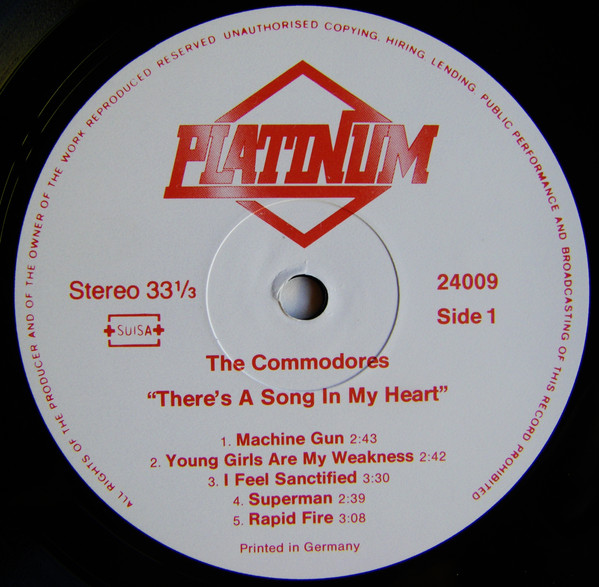 ALL RIGHTS OF THE PRODUCER AND OF THE OWNER OF THE WORK REPRODUCED RESERVED UNAUTHORISED COPYING, HIRING, LENDING, PUBLIC PERFORMANCE AND BROADCASTING OF THIS RECORD PROHIBITED
PLATINUM
Stereo 33⅓
24009
SUISA
Side 1
The Commodores
“There's A Song In My Heart”
1. Machine Gun 2:43
2. Young Girls Are My Weakness 2:42
3. I Feel Sanctified 3:30
4. Superman 2:39
5. Rapid Fire 3:08
Printed in Germany